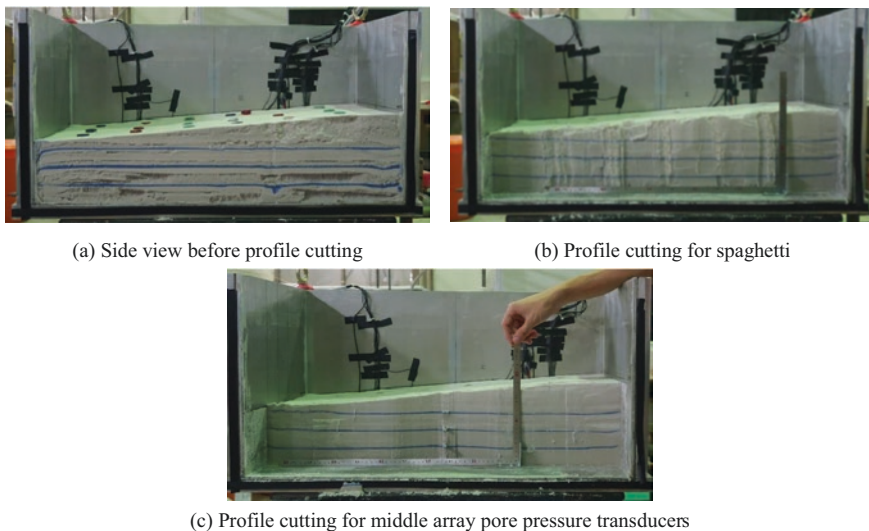 (a) Side view before profile cutting
(b) Profile cutting for spaghetti
(c) Profile cutting for middle array pore pressure transducers